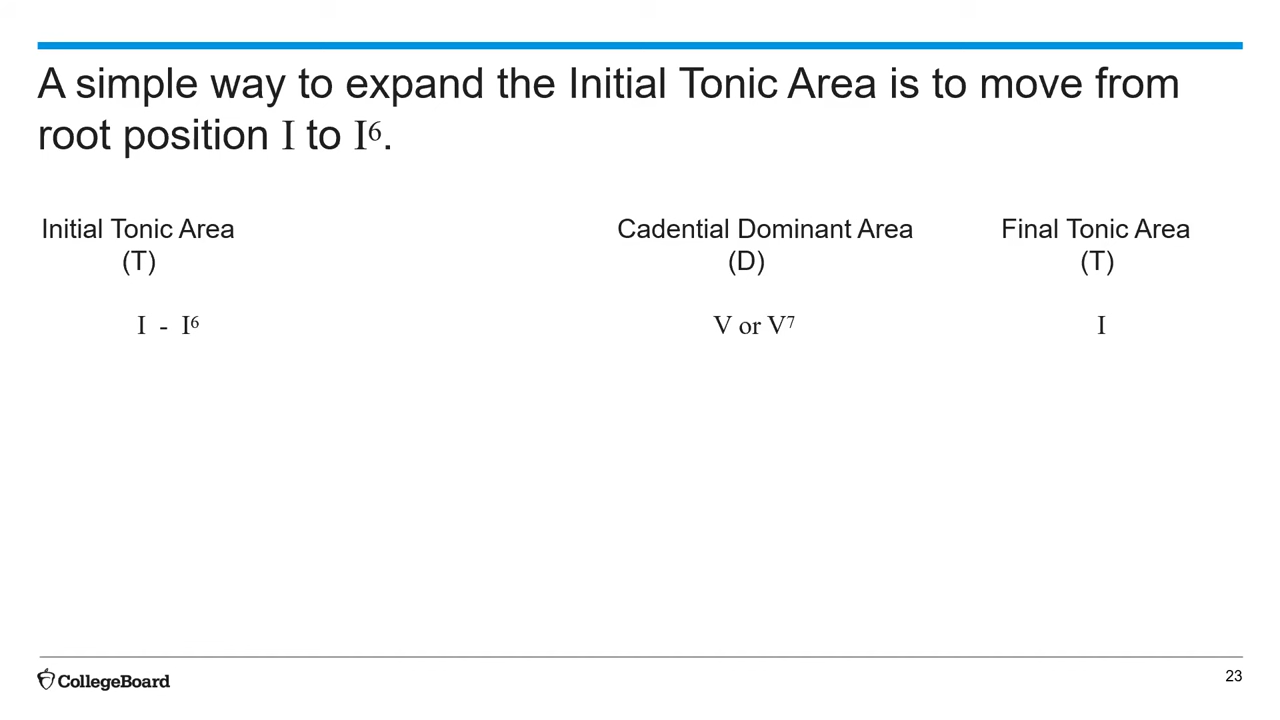 A simple way to expand the Initial Tonic Area is to move from
root position I to I⁶.
Initial Tonic Area
(T)
Cadential Dominant Area
(D)
Final Tonic Area
(T)
I - I⁶
V or V⁷
I
CollegeBoard
23